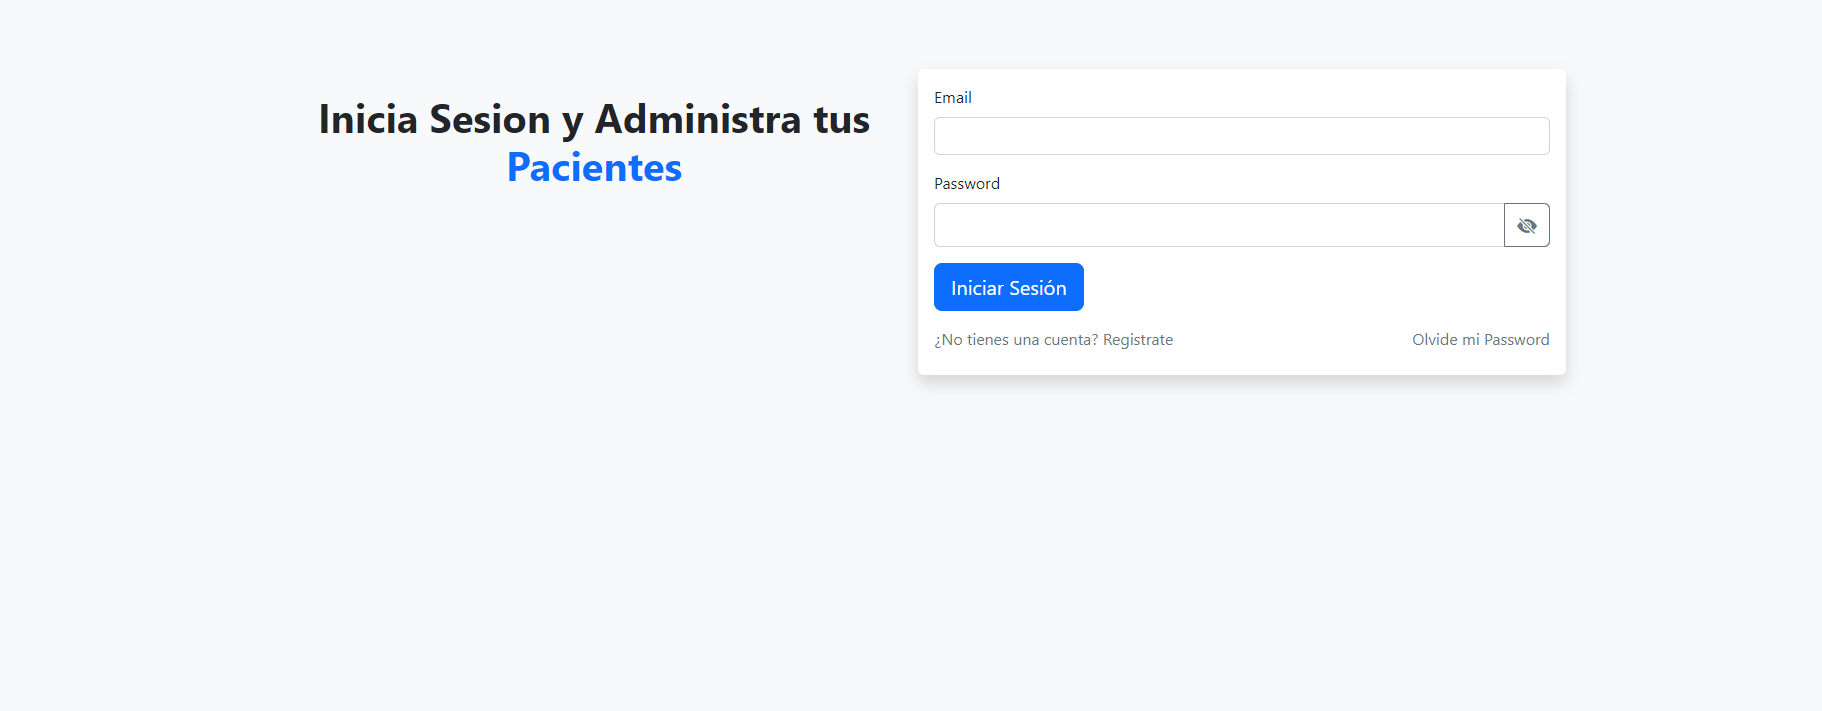 Inicia Sesion y Administra tus
Pacientes
Email
Password
Iniciar Sesión
¿No tienes una cuenta? Registrate
Olvide mi Password